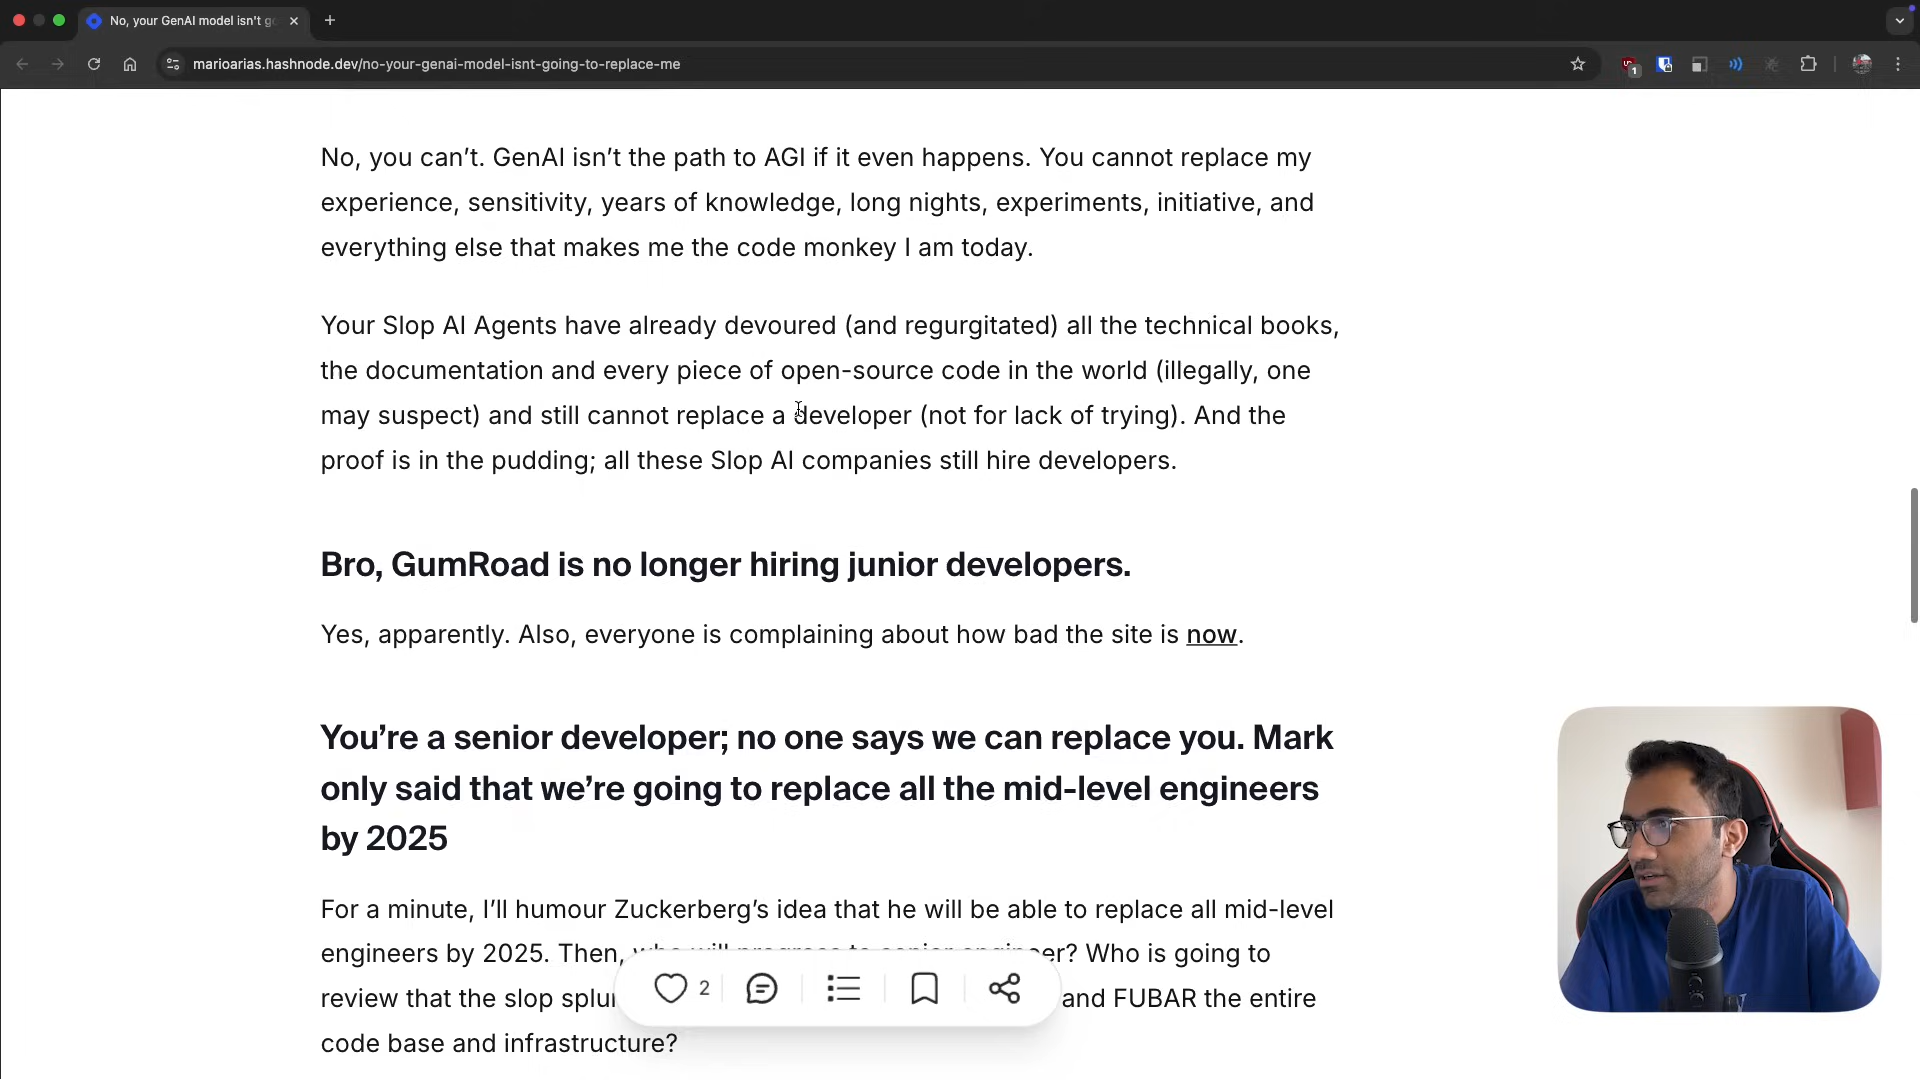 No, your GenAI model isn't g
marioarias.hashnode.dev/no-your-genai-model-isnt-going-to-replace-me
1
No, you can’t. GenAI isn’t the path to AGI if it even happens. You cannot replace my
experience, sensitivity, years of knowledge, long nights, experiments, initiative, and
everything else that makes me the code monkey I am today.
Your Slop AI Agents have already devoured (and regurgitated) all the technical books,
the documentation and every piece of open-source code in the world (illegally, one
may suspect) and still cannot replace a developer (not for lack of trying). And the
proof is in the pudding; all these Slop AI companies still hire developers.
Bro, GumRoad is no longer hiring junior developers.
Yes, apparently. Also, everyone is complaining about how bad the site is now.
You’re a senior developer; no one says we can replace you. Mark
only said that we’re going to replace all the mid-level engineers
by 2025
For a minute, I’ll humour Zuckerberg’s idea that he will be able to replace all mid-level
engineers by 2025. Then, who will progress to senior engineer? Who is going to
review that the slop and FUBAR the entire
2
code base and infrastructure?